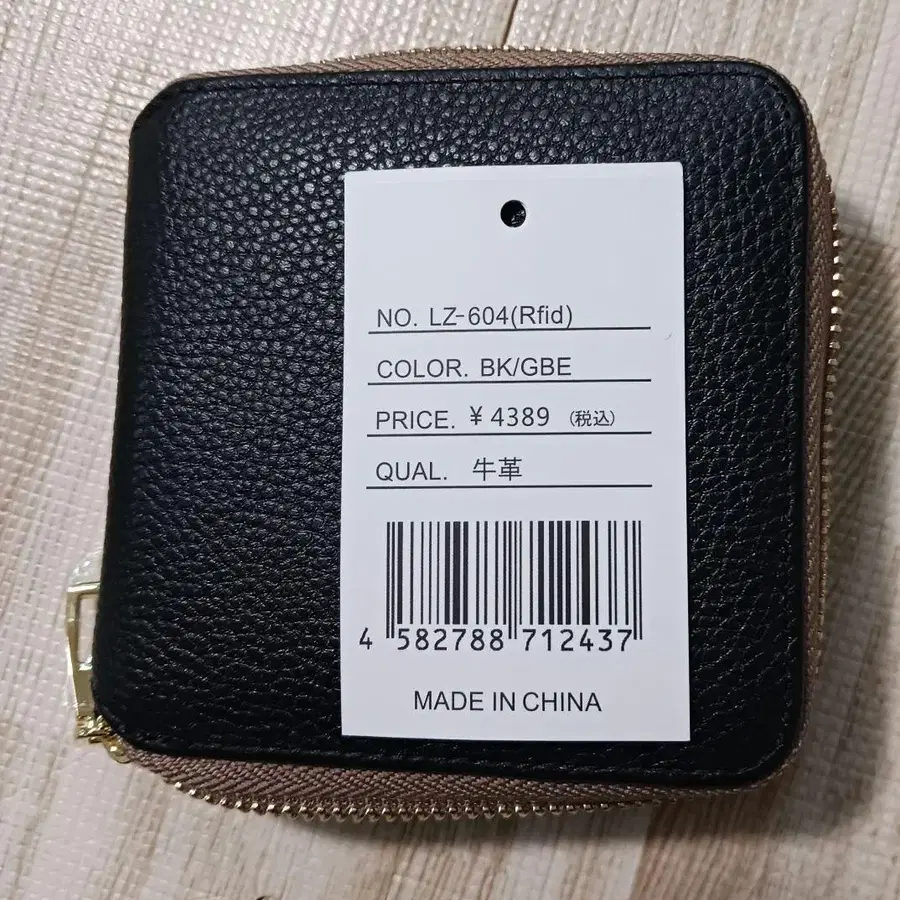 NO. LZ-604(Rfid)
COLOR. BK/GBE
PRICE. ¥4389 (税込)
QUAL. 牛革
4 582788 712437
MADE IN CHINA